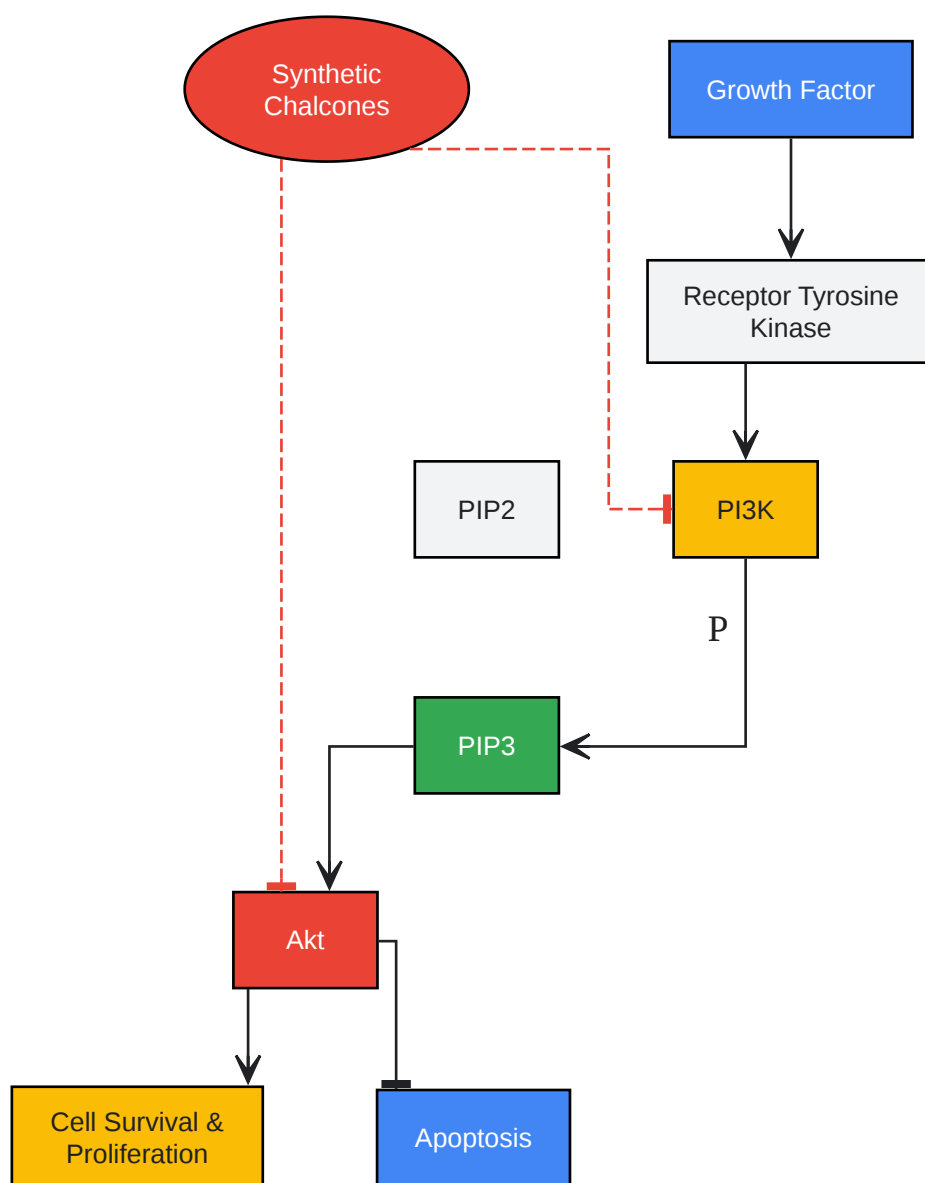 Synthetic
Chalcones
Growth Factor
Receptor Tyrosine
Kinase
PIP2
PI3K
P
PIP3
Akt
Cell Survival &
Proliferation
Apoptosis